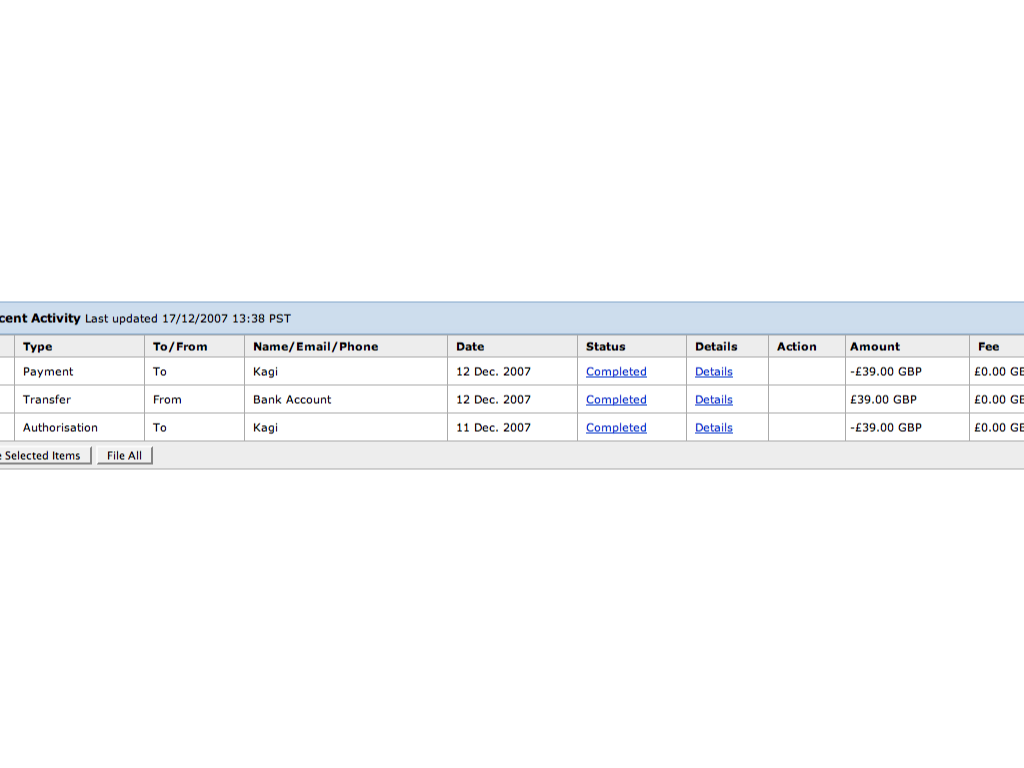 cent Activity Last updated 17/12/2007 13:38 PST
Type To/From Name/Email/Phone Date Status Details Action Amount Fee
Payment To Kagi 12 Dec. 2007 Completed Details -£39.00 GBP £0.00 GB
Transfer From Bank Account 12 Dec. 2007 Completed Details £39.00 GBP £0.00 GB
Authorisation To Kagi 11 Dec. 2007 Completed Details -£39.00 GBP £0.00 GB
e Selected Items File All